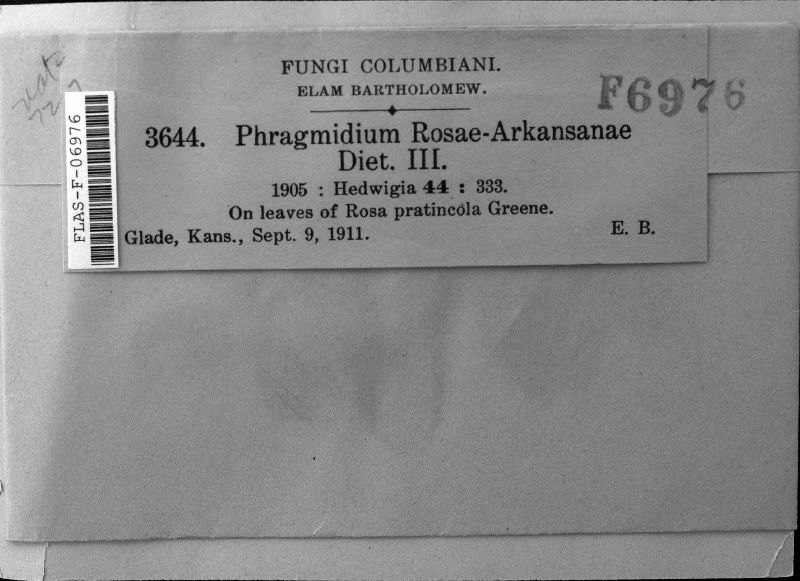 FUNGI COLUMBIANI.
ELAM BARTHOLOMEW.
F6976
3644. Phragmidium Rosae-Arkansanae
Diet. III.
1905 : Hedwigia 44 : 333.
On leaves of Rosa pratincola Greene.
Glade, Kans., Sept. 9, 1911. E. B.
FLAS-F-06976